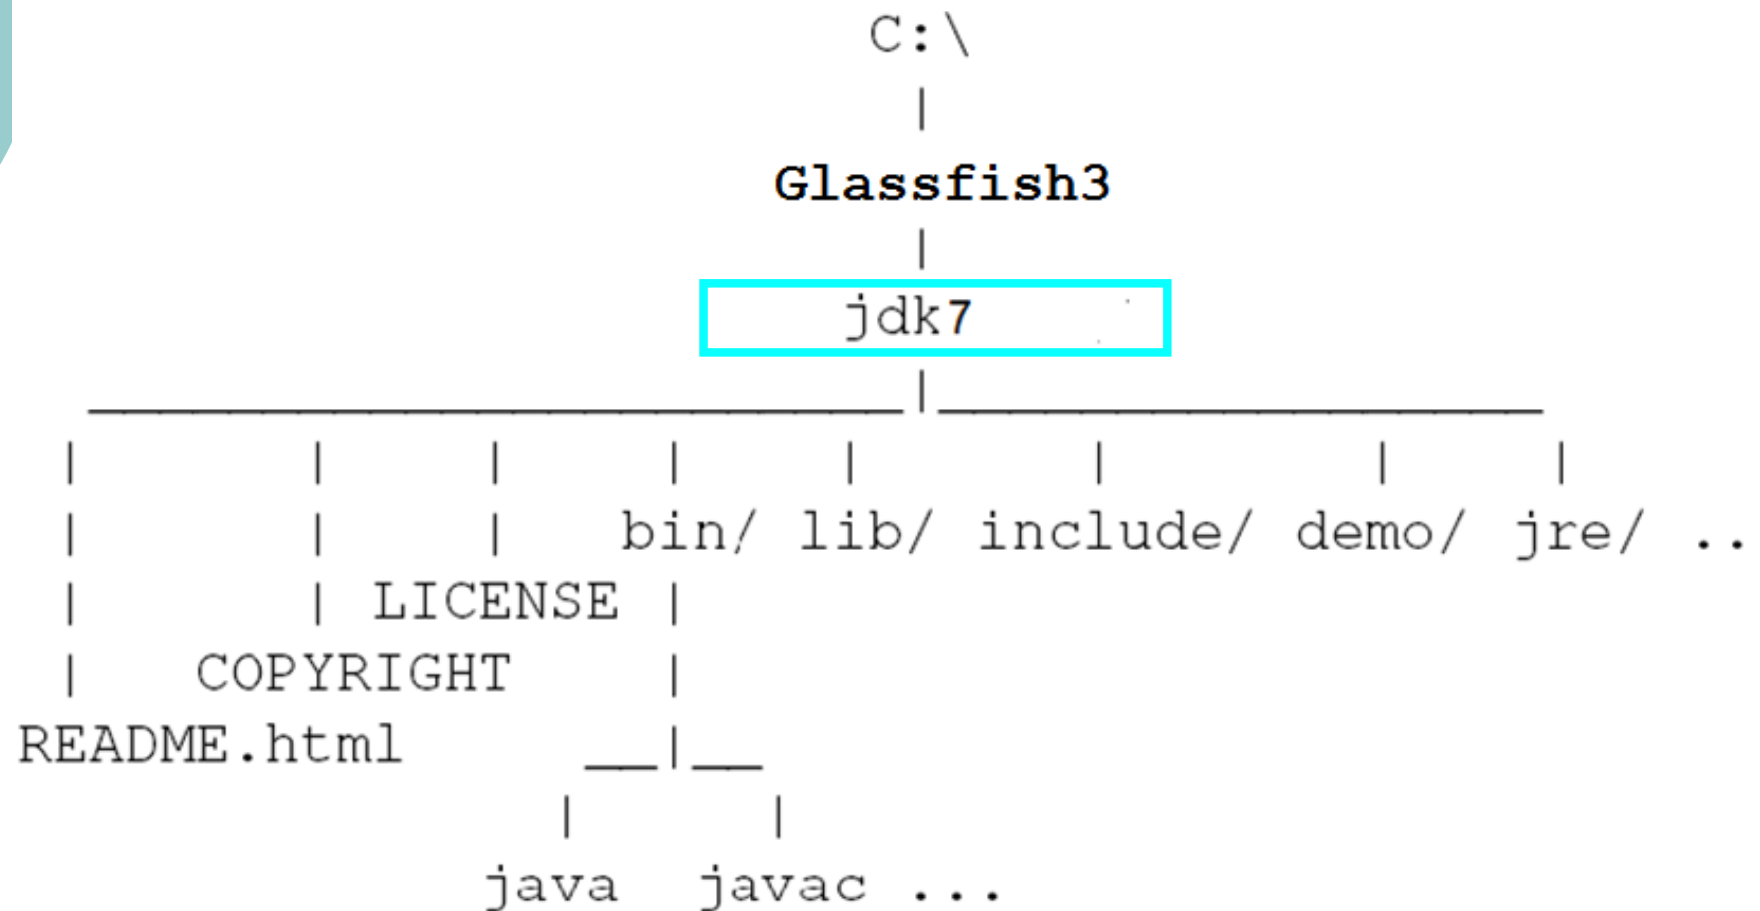 C:\
Glassfish3
jdk7
bin/ lib/ include/ demo/ jre/ ..
LICENSE
COPYRIGHT
README.html
java javac ...